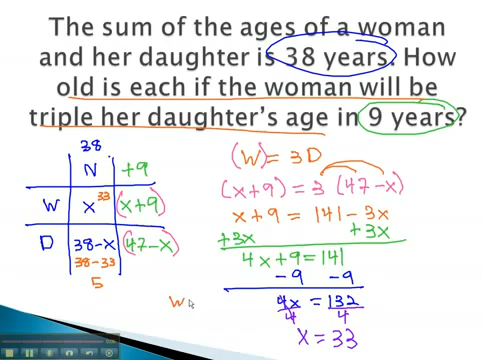 The sum of the ages of a woman
and her daughter is 38 years. How
old is each if the woman will be
triple her daughter's age in 9 years?
38
N +9
W x 33 (x+9)
D 38-x (47-x)
38-33
5
(W) = 3D
(x+9) = 3 (47-x)
x+9 = 141-3x
+3x +3x
4x+9=141
-9 -9
4x = 132
4 4
x = 33
W